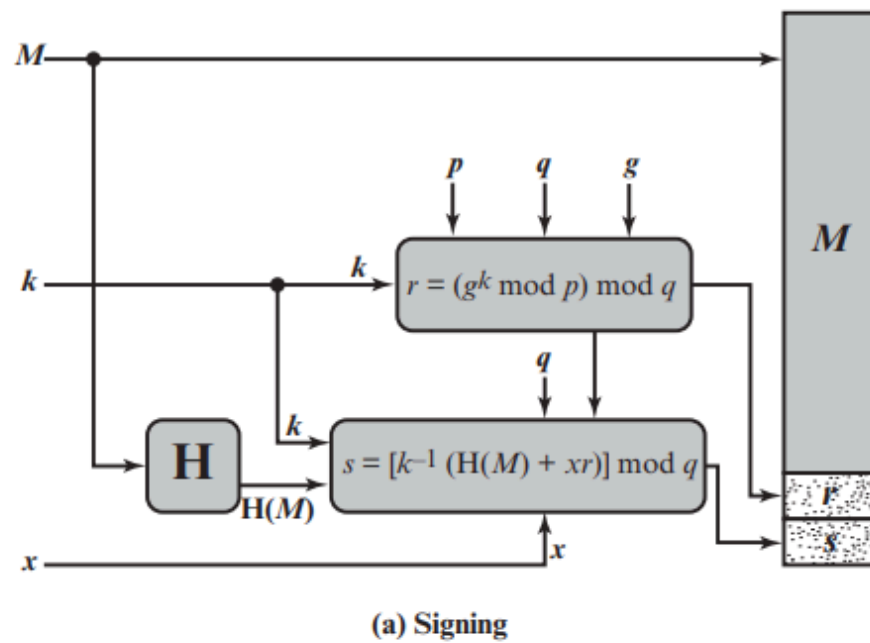 M
p q g
M
k
k
r = (g^k mod p) mod q
q
k
H
s = [k^–1 (H(M) + xr)] mod q
r
H(M)
s
x
x
(a) Signing